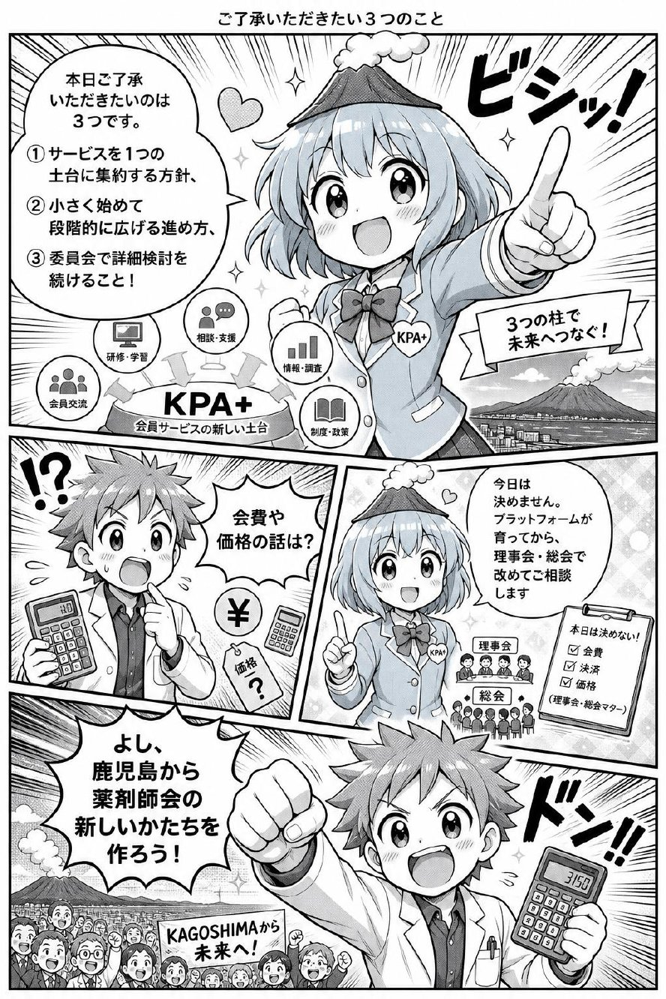 ご了承いただきたい3つのこと
本日ご了承
いただきたいのは
3つです。
① サービスを1つの
土台に集約する方針、
② 小さく始めて
段階的に広げる進め方、
③ 委員会で詳細検討を
続けること！
ビシッ！
KPA+
3つの柱で
未来へつなぐ！
会員交流
研修・学習
相談・支援
情報・調査
制度・政策
KPA+
会員サービスの新しい土台
!?
会費や
価格の話は?
¥
価格
?
今日は
決めません。
プラットフォームが
育ってから、
理事会・総会で
改めてご相談
します
KPA+
理事会
総会
本日は決めない！
☑ 会費
☑ 決済
☑ 価格
(理事会・総会マター)
よし、
鹿児島から
薬剤師会の
新しいかたちを
作ろう！
ドン!!
3150
KAGOSHIMAから
未来へ！